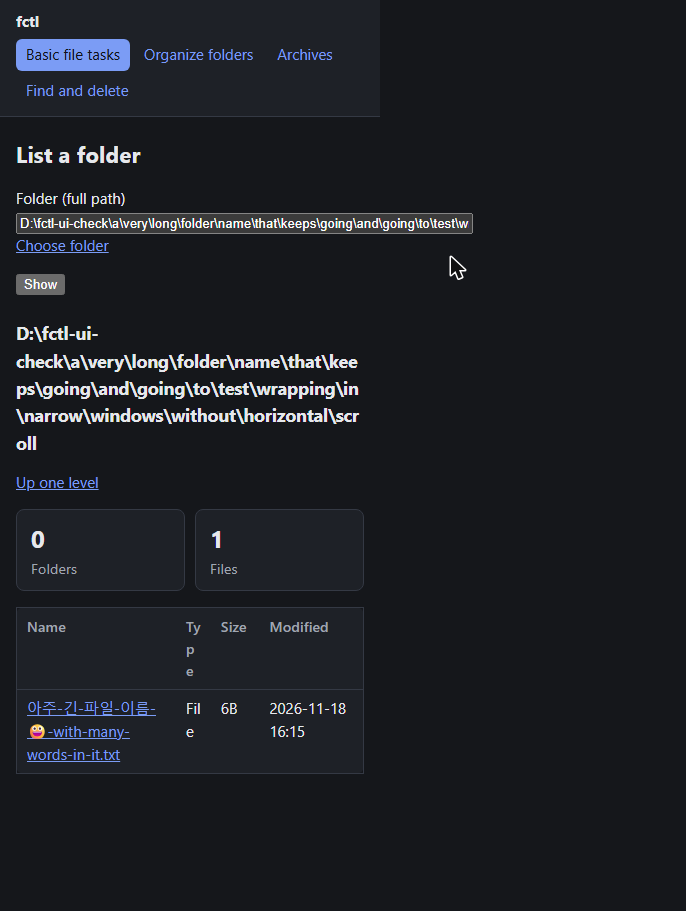 fctl
Basic file tasks Organize folders Archives
Find and delete
List a folder
Folder (full path)
D:\fctl-ui-check\a\very\long\folder\name\that\keeps\going\and\going\to\test\w
Choose folder
Show
D:\fctl-ui-
check\a\very\long\folder\name\that\kee
ps\going\and\going\to\test\wrapping\in
\narrow\windows\without\horizontal\scr
oll
Up one level
0 1
Folders Files
Name Ty Size Modified
p
e
아주-긴-파일-이름- Fil 6B 2026-11-18
😀-with-many- e 16:15
words-in-it.txt